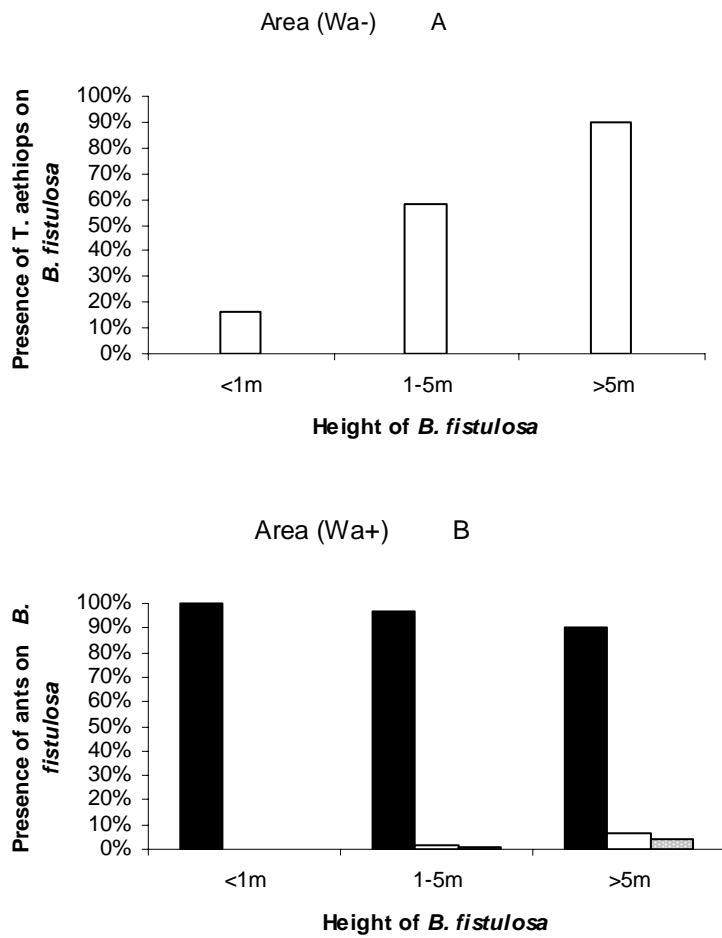 Area (Wa-) A
Presence of T. aethiops on
B. fistulosa
100%
90%
80%
70%
60%
50%
40%
30%
20%
10%
0%
<1m 1-5m >5m
Height of B. fistulosa
Area (Wa+) B
Presence of ants on B.
fistulosa
100%
90%
80%
70%
60%
50%
40%
30%
20%
10%
0%
<1m 1-5m >5m
Height of B. fistulosa